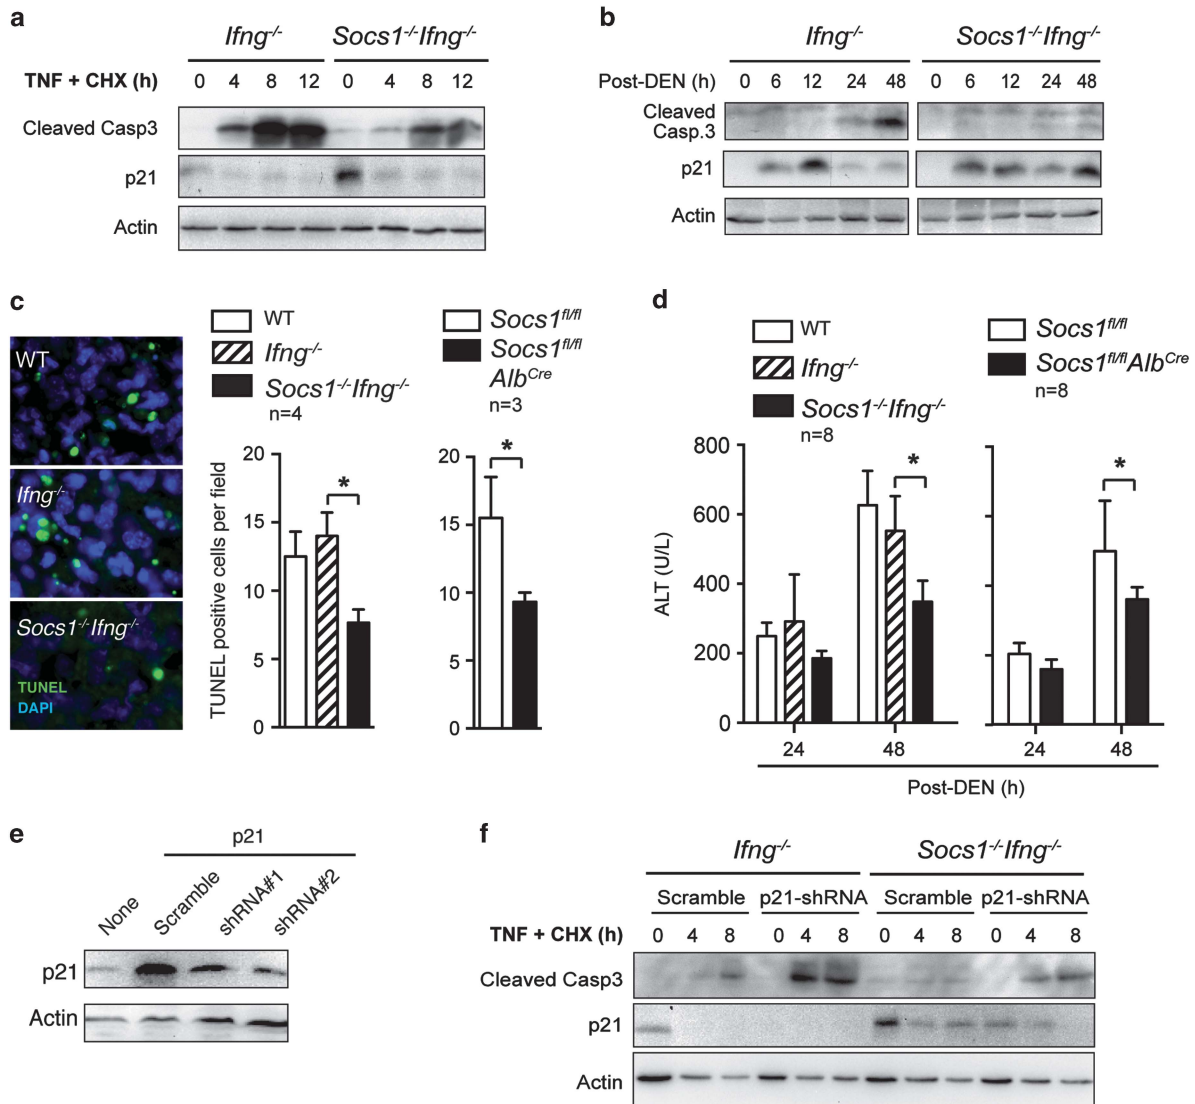 a
Ifng-/- Socs1-/-Ifng-/-
TNF + CHX (h) 0 4 8 12 0 4 8 12
Cleaved Casp3
p21
Actin
b
Ifng-/- Socs1-/-Ifng-/-
Post-DEN (h) 0 6 12 24 48 0 6 12 24 48
Cleaved
Casp.3
p21
Actin
c
WT
Ifng-/-
Socs1-/-Ifng-/-
TUNEL
DAPI
WT
Ifng-/-
Socs1-/-Ifng-/-
n=4
TUNEL positive cells per field
20
15
10
5
0
*
Socs1fl/fl
Socs1fl/fl
AlbCre
n=3
20
15
10
5
0
*
d
WT
Ifng-/-
Socs1-/-Ifng-/-
n=8
Socs1fl/fl
Socs1fl/flAlbCre
n=8
ALT (U/L)
800
600
400
200
0
* *
24 48 24 48
Post-DEN (h)
e
p21
None Scramble shRNA#1 shRNA#2
p21
Actin
f
Ifng-/- Socs1-/-Ifng-/-
Scramble p21-shRNA Scramble p21-shRNA
TNF + CHX (h) 0 4 8 0 4 8 0 4 8 0 4 8
Cleaved Casp3
p21
Actin